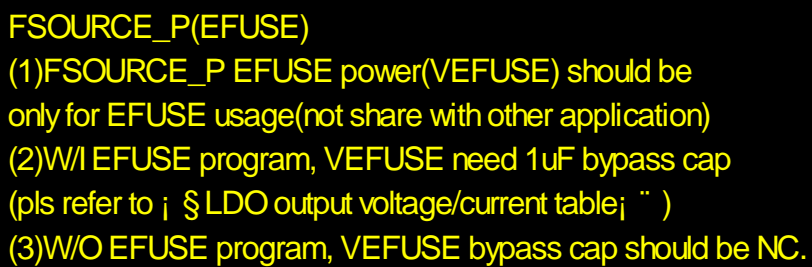 FSOURCE_P(EFUSE)
(1)FSOURCE_P EFUSE power(VEFUSE) should be
only for EFUSE usage(not share with other application)
(2)W/I EFUSE program, VEFUSE need 1uF bypass cap
(pls refer to ¡ § LDO output voltage/current table¡ ¨ )
(3)W/O EFUSE program, VEFUSE bypass cap should be NC.